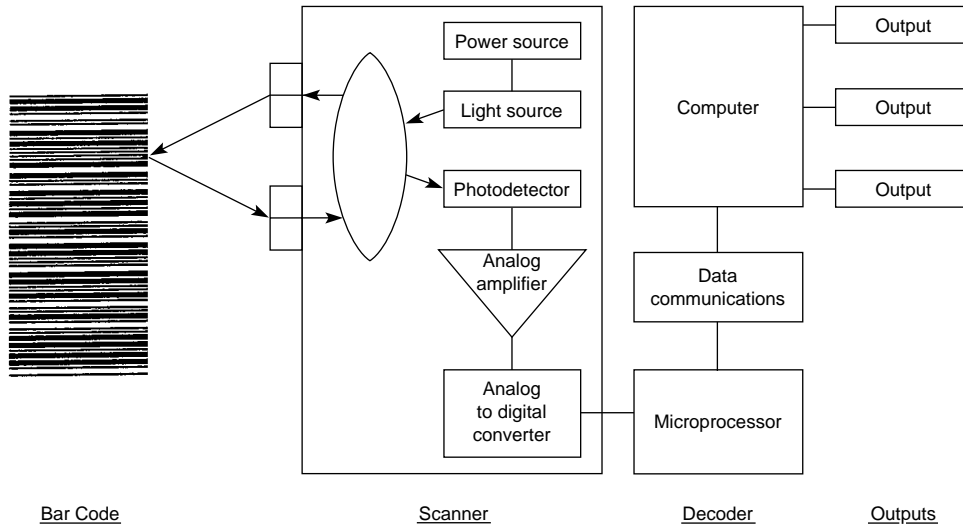 Power source
Light source
Photodetector
Analog
amplifier
Analog
to digital
converter
Computer
Data
communications
Microprocessor
Output
Output
Output
Bar Code
Scanner
Decoder
Outputs